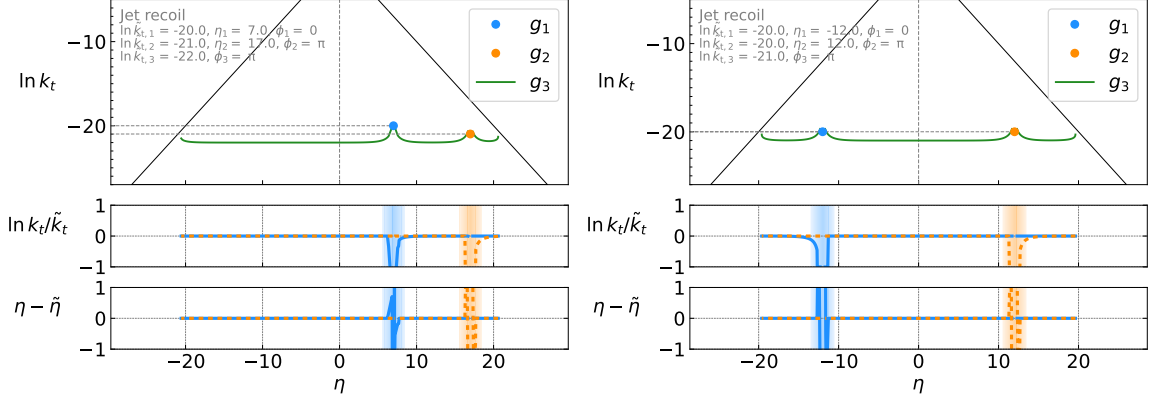 Jet recoil
ln k̃t,1 = -20.0, η1 = 7.0, ϕ1 = 0
ln k̃t,2 = -21.0, η2 = 17.0, ϕ2 = π
ln kt,3 = -22.0, ϕ3 = π
g1
g2
g3
ln kt
−5
−20
ln kt/k̃t
1
0
−1
η − η̃
1
0
−1
−20 −10 0 10 20
η
Jet recoil
ln k̃t,1 = -20.0, η1 = -12.0, ϕ1 = 0
ln k̃t,2 = -20.0, η2 = 12.0, ϕ2 = π
ln kt,3 = -21.0, ϕ3 = π
g1
g2
g3
ln kt
−5
−20
ln kt/k̃t
1
0
−1
η − η̃
1
0
−1
−20 −10 0 10 20
η